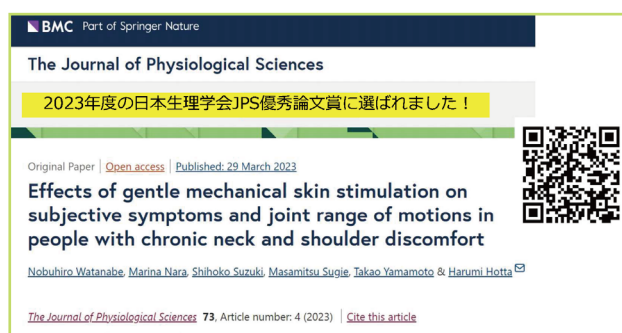 BMC Part of Springer Nature
The Journal of Physiological Sciences
2023年度の日本生理学会JPS優秀論文賞に選ばれました！
Original Paper | Open access | Published: 29 March 2023
Effects of gentle mechanical skin stimulation on
subjective symptoms and joint range of motions in
people with chronic neck and shoulder discomfort
Nobuhiro Watanabe, Marina Nara, Shihoko Suzuki, Masamitsu Sugie, Takao Yamamoto & Harumi Hotta
The Journal of Physiological Sciences 73, Article number: 4 (2023) | Cite this article